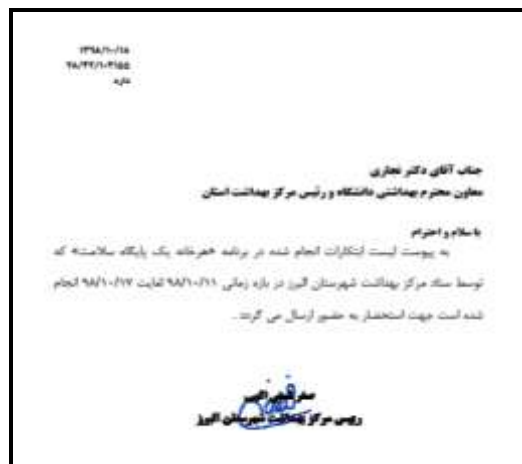 ۱۳۹۸/۱۰/۱۸
دارد
جناب آقای دکتر نجاری
معاون محترم بهداشتی دانشگاه و رئیس مرکز بهداشت استان
با سلام و احترام
به پیوست لیست ابتکارات انجام شده در برنامه «هرخانه یک پایگاه سلامت» که
توسط ستاد مرکز بهداشت شهرستان البرز در بازه زمانی ۹۸/۱۰/۱۱ لغایت ۹۸/۱۰/۱۷ انجام
شده است جهت استحضار به حضور ارسال می گردد .
رییس مرکز بهداشت شهرستان البرز